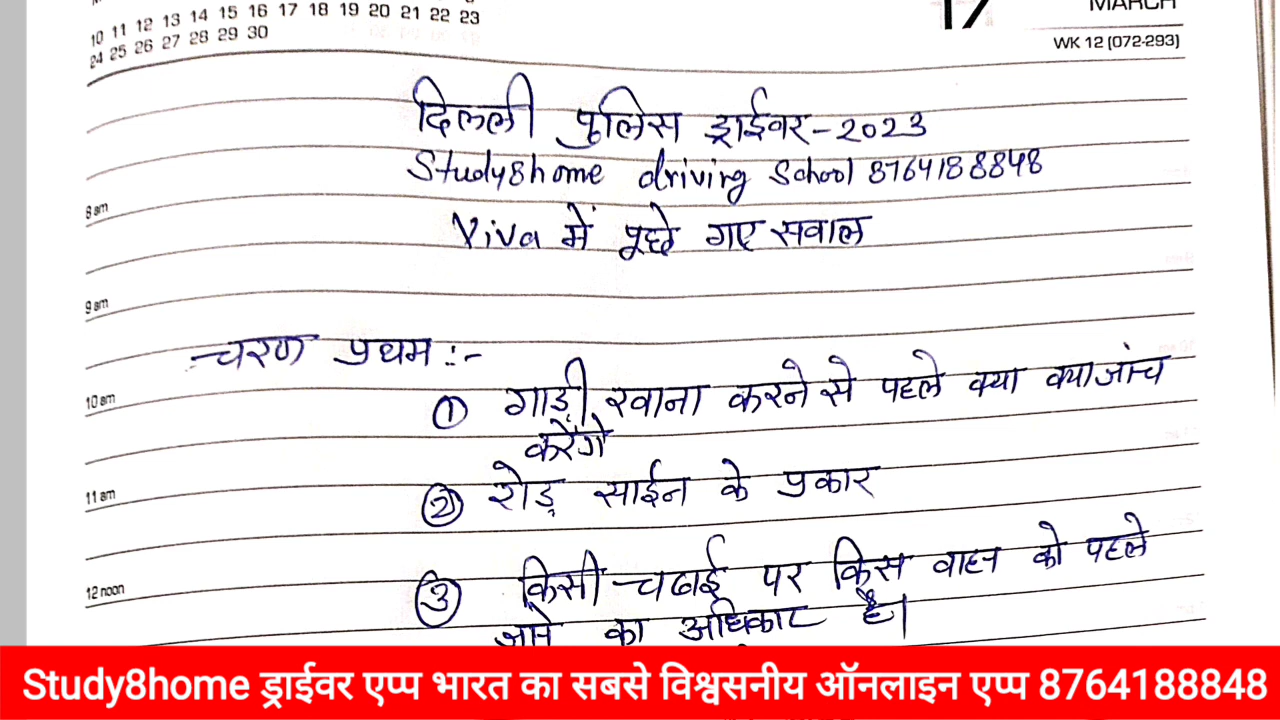 10 11 12 13 14 15 16 17 18 19 20 21 22 23
24 25 26 27 28 29 30
17
MARCH
WK 12 (072-293)
दिल्ली पुलिस ड्राईवर-2023
Study8home driving School 8764188848
8 am
Viva में पूछे गए सवाल
9 am
चरण प्रथम :-
10 am
① गाड़ी रवाना करने से पहले क्या क्या जांच
करेंगे
11 am
② रोड़ साईन के प्रकार
12 noon
③ किसी चढाई पर किस वाहन को पहले
जाने का अधिकार है।
Study8home ड्राईवर एप्प भारत का सबसे विश्वसनीय ऑनलाइन एप्प 8764188848